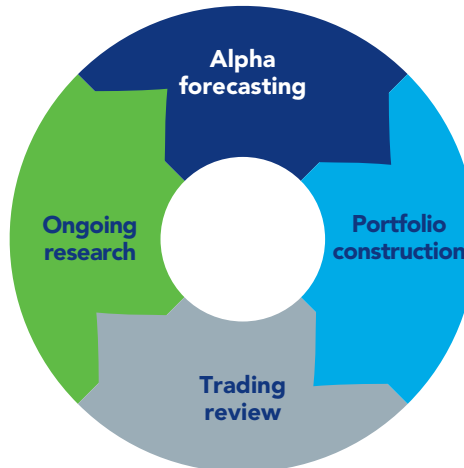 Alpha
forecasting
Ongoing
research
Portfolio
construction
Trading
review